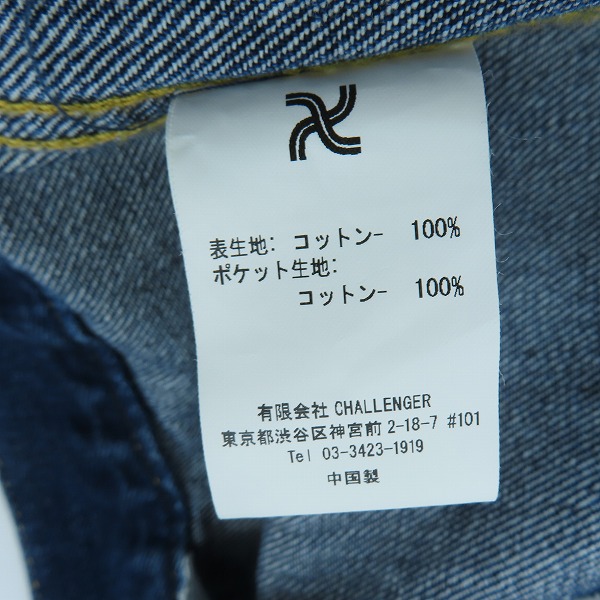 表生地: コットン- 100%
ポケット生地:
コットン- 100%
有限会社 CHALLENGER
東京都渋谷区神宮前 2-18-7 #101
Tel 03-3423-1919
中国製